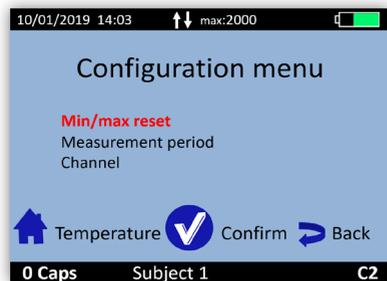 10/01/2019 14:03 max:2000
Configuration menu
Min/max reset
Measurement period
Channel
Temperature Confirm Back
0 Caps Subject 1 C2